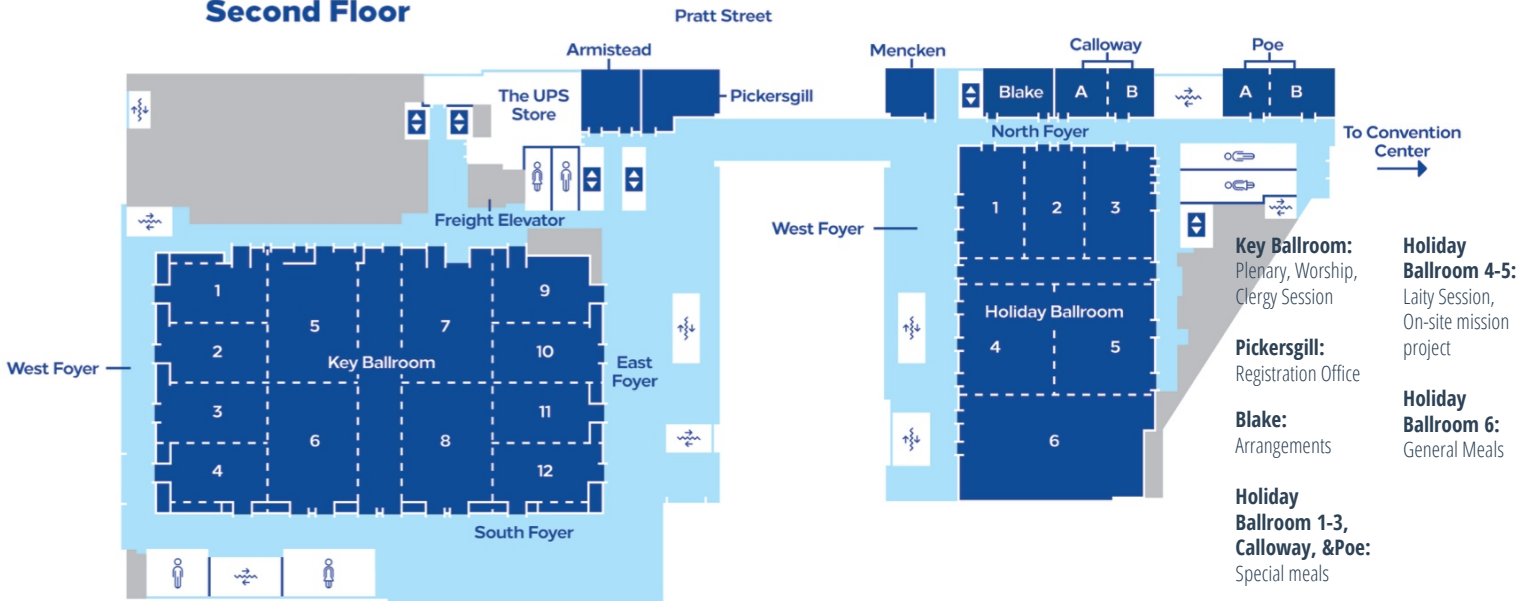 Second Floor
Pratt Street
Armistead
Mencken
Calloway
Poe
The UPS
Store
Pickersgill
Blake
A
B
A
B
North Foyer
To Convention
Center
Freight Elevator
West Foyer
1
2
3
Holiday Ballroom
4
5
6
1
2
3
4
5
6
7
8
9
10
11
12
Key Ballroom
West Foyer
East
Foyer
South Foyer
Key Ballroom:
Plenary, Worship,
Clergy Session
Pickersgill:
Registration Office
Blake:
Arrangements
Holiday
Ballroom 1-3,
Calloway, &Poe:
Special meals
Holiday
Ballroom 4-5:
Laity Session,
On-site mission
project
Holiday
Ballroom 6:
General Meals